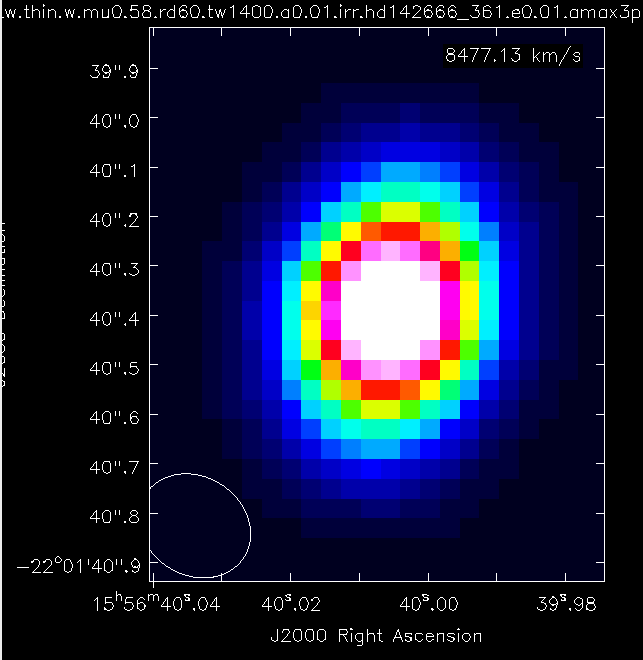 .w.thin.w.mu0.58.rd60.tw1400.a0.01.irr.hd142666_361.e0.01.amax3p
8477.13 km/s
39".9
40".0
40".1
40".2
40".3
40".4
40".5
40".6
40".7
40".8
-22°01'40".9
15h56m40s.04 40s.02 40s.00 39s.98
J2000 Right Ascension